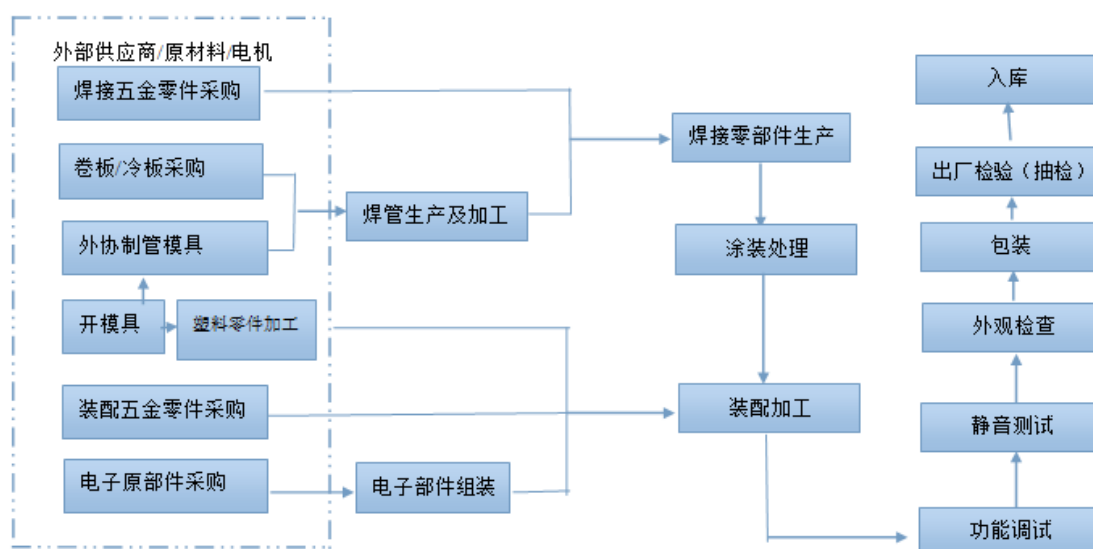 外部供应商/原材料/电机
焊接五金零件采购
卷板/冷板采购
外协制管模具
开模具
塑料零件加工
装配五金零件采购
电子原部件采购
焊管生产及加工
电子部件组装
焊接零部件生产
涂装处理
装配加工
入库
出厂检验（抽检）
包装
外观检查
静音测试
功能调试